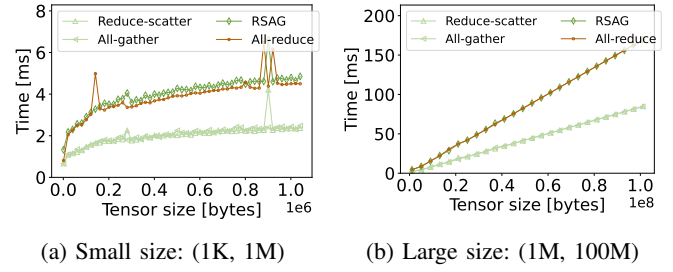 Reduce-scatter
All-gather
RSAG
All-reduce
8
6
4
2
0
Time [ms]
0.0 0.2 0.4 0.6 0.8 1.0
Tensor size [bytes]
1e6
(a) Small size: (1K, 1M)
Reduce-scatter
All-gather
RSAG
All-reduce
200
150
100
50
0
Time [ms]
0.0 0.2 0.4 0.6 0.8 1.0
Tensor size [bytes]
1e8
(b) Large size: (1M, 100M)